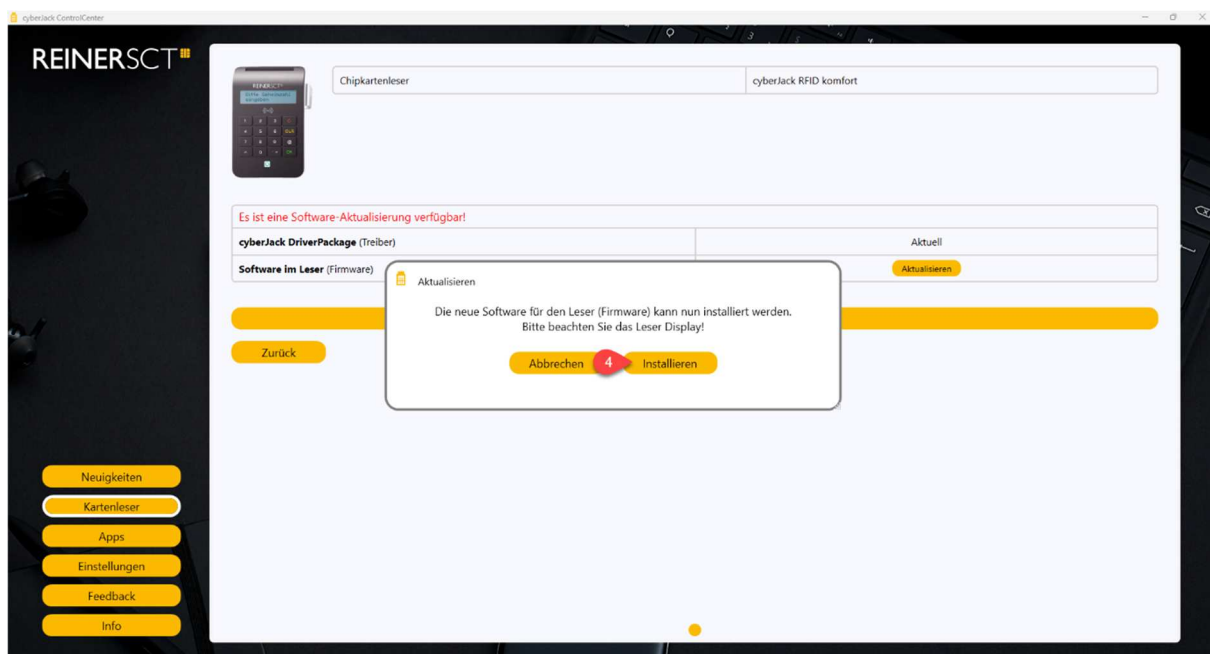 cyberJack ControlCenter
REINERSCT
Chipkartenleser
cyberJack RFID komfort
REINERSCT
Es ist eine Software-Aktualisierung verfügbar!
cyberJack DriverPackage (Treiber)
Aktuell
Software im Leser (Firmware)
Aktualisieren
Aktualisieren
Die neue Software für den Leser (Firmware) kann nun installiert werden.
Bitte beachten Sie das Leser Display!
Abbrechen
4
Installieren
Zurück
Neuigkeiten
Kartenleser
Apps
Einstellungen
Feedback
Info